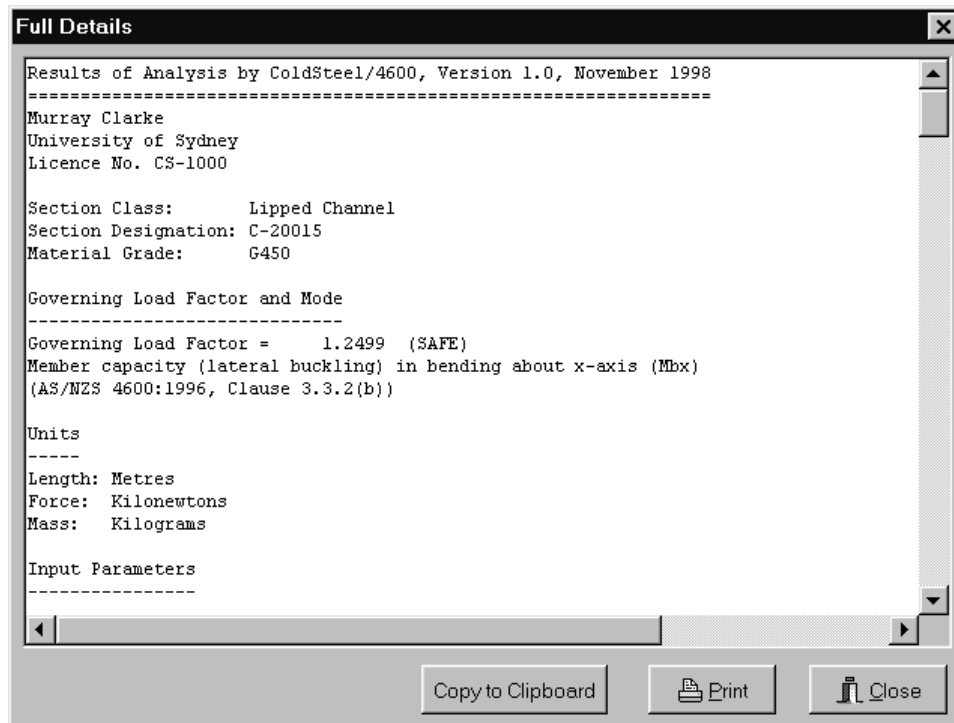 Full Details
Results of Analysis by ColdSteel/4600, Version 1.0, November 1998
=================================================================
Murray Clarke
University of Sydney
Licence No. CS-1000
Section Class:       Lipped Channel
Section Designation: C-20015
Material Grade:      G450
Governing Load Factor and Mode
------------------------------
Governing Load Factor =     1.2499  (SAFE)
Member capacity (lateral buckling) in bending about x-axis (Mbx)
(AS/NZS 4600:1996, Clause 3.3.2(b))
Units
-----
Length: Metres
Force:  Kilonewtons
Mass:   Kilograms
Input Parameters
----------------
Copy to Clipboard
Print
Close